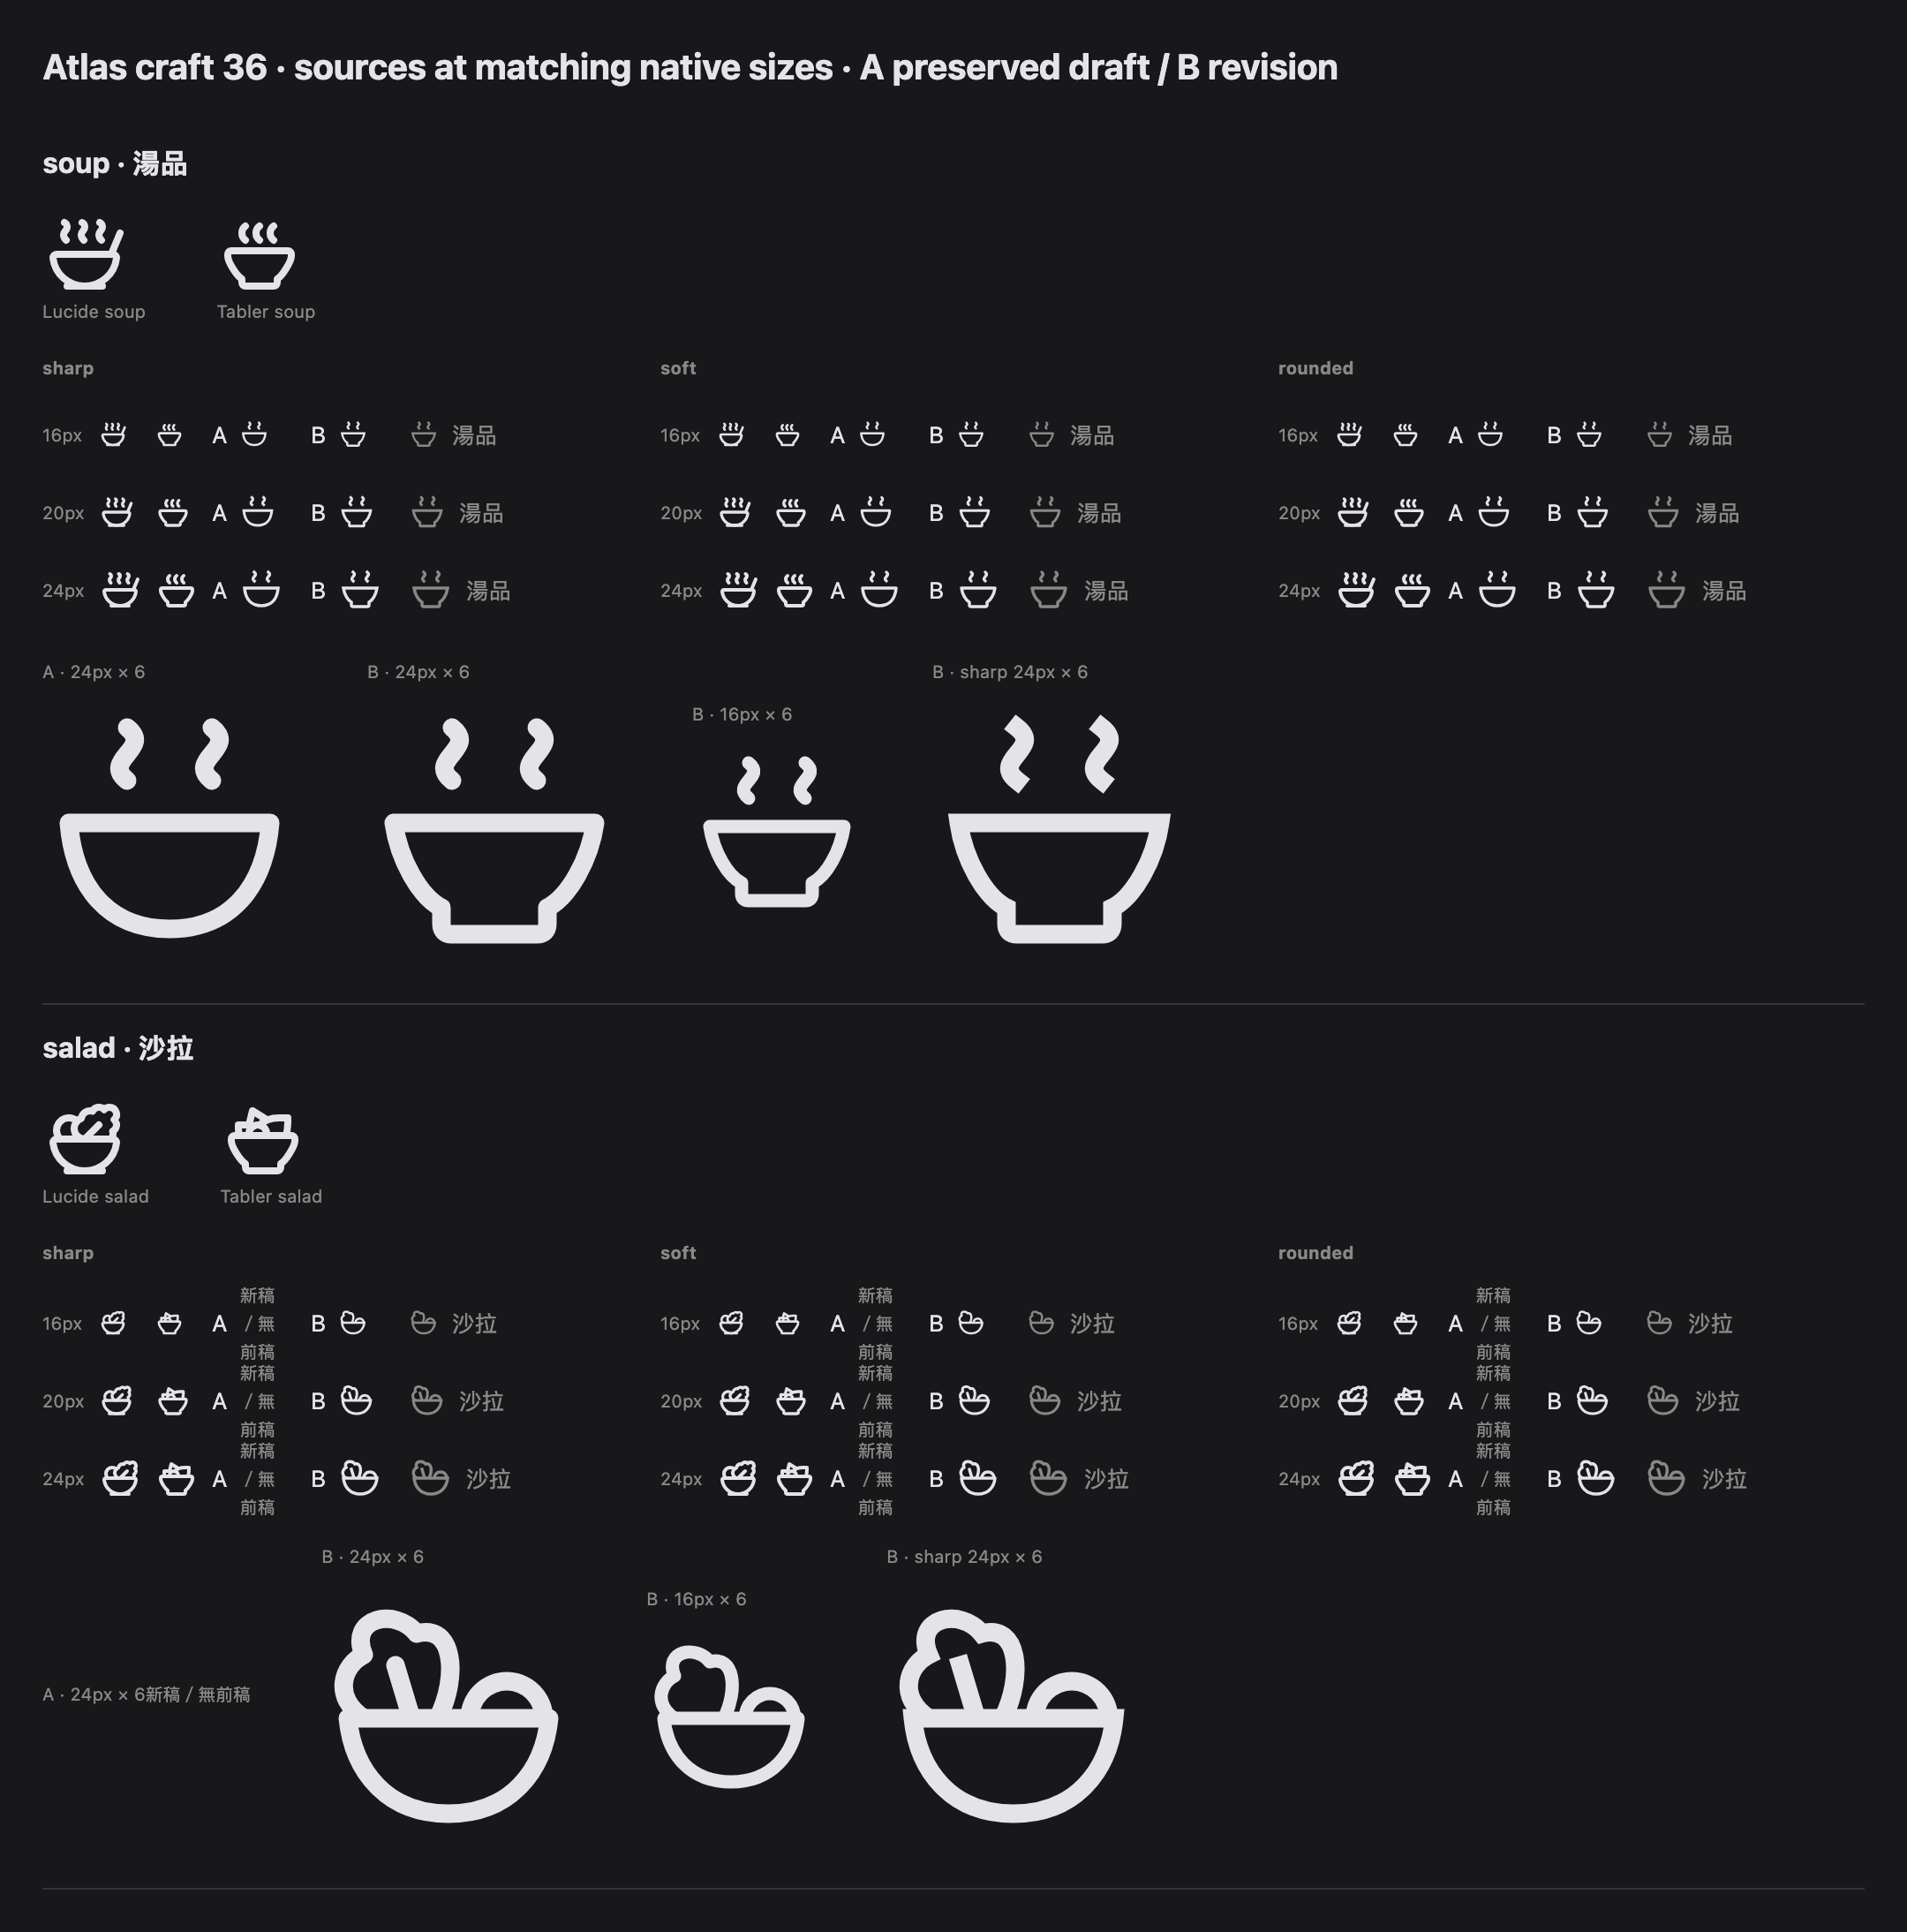 Atlas craft 36 · sources at matching native sizes · A preserved draft / B revision
soup · 湯品
Lucide soup
Tabler soup
sharp
soft
rounded
16px A B 湯品
16px A B 湯品
16px A B 湯品
20px A B 湯品
20px A B 湯品
20px A B 湯品
24px A B 湯品
24px A B 湯品
24px A B 湯品
A · 24px × 6
B · 24px × 6
B · 16px × 6
B · sharp 24px × 6
salad · 沙拉
Lucide salad
Tabler salad
sharp
soft
rounded
16px A
新稿
/ 無
前稿
B 沙拉
16px A
新稿
/ 無
前稿
B 沙拉
16px A
新稿
/ 無
前稿
B 沙拉
20px A
新稿
/ 無
前稿
B 沙拉
20px A
新稿
/ 無
前稿
B 沙拉
20px A
新稿
/ 無
前稿
B 沙拉
24px A
新稿
/ 無
前稿
B 沙拉
24px A
新稿
/ 無
前稿
B 沙拉
24px A
新稿
/ 無
前稿
B 沙拉
A · 24px × 6新稿 / 無前稿
B · 24px × 6
B · 16px × 6
B · sharp 24px × 6